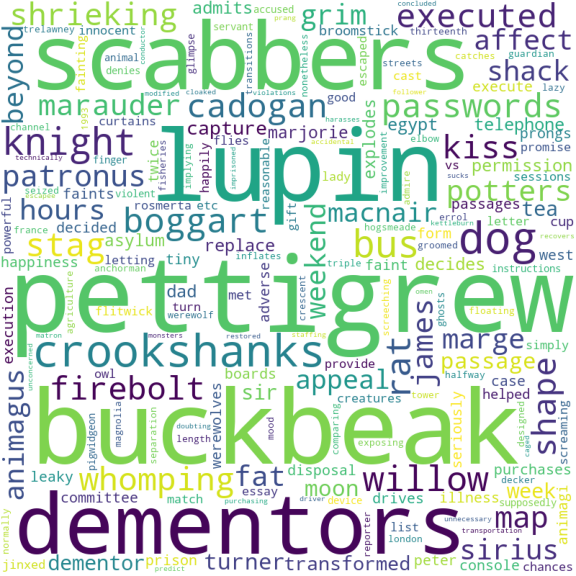 shrieking
admits
grim
executed
scabbers
affect
beyond
fainting
animal
denies
accused
innocent
glimpse
broomstick
transitions
escaped
cast
execute
prang
concluded
trelawney
servant
nonetheless
conductor
thirteenth
streets
catches
guardian
follower
lazy
shack
marauder
cadogan
passwords
1993
modified
cloaked
violations
harasses
accidental
knight
channel
curtains
capture
good
marjorie
egypt
telephone
prongs
lupin
explodes
improvement
elbow
kiss
vs
promise
patronus
technically
finger
twice
flies
fisheries
implying
happily
imprisoned
reasonable
lady
admire
permission
sessions
sucks
potters
powerful
hours
seized
faints
violent
rosmerta
etc
boggart
gift
macnair
hogsmeade
passages
errol
kettleburn
letter
tea
cup
recovers
france
escapee
decided
stag
asylum
replace
weekend
bus
form
groomed
dog
west
happiness
letting
tiny
faint
decides
instructions
anchorman
agriculture
pettigrew
execution
flitwick
dad
turn
werewolf
met
adverse
inflates
crescent
triple
screeching
omen
ghosts
floating
simply
crookshanks
matron
monsters
restored
provide
staffing
rat
james
marge
passage
halfway
unconcerned
owl
firebolt
boards
sir
appeal
case
helped
shape
animagus
pigwidgeon
magnolia
separation
werewolves
doubting
length
mood
comparing
creatures
exposing
tower
seriously
caged
designed
screaming
buckbeak
leaky
whomping
fat
disposal
willow
purchases
committee
match
essay
moon
drives
illness
week
supposedly
animagi
decker
dementors
purchasing
driver
device
reporter
list
london
unnecessary
transportation
map
normally
jinxed
dementor
prison
predict
turner
transformed
peter
console
sirius
chances